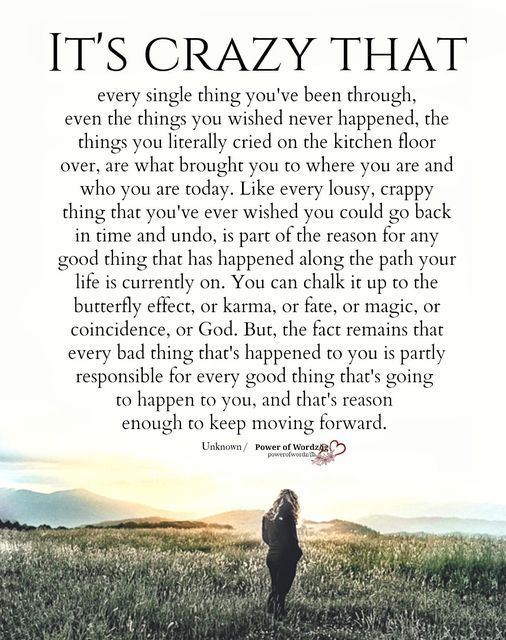 It's crazy that
every single thing you've been through,
even the things you wished never happened, the
things you literally cried on the kitchen floor
over, are what brought you to where you are and
who you are today. Like every lousy, crappy
thing that you've ever wished you could go back
in time and undo, is part of the reason for any
good thing that has happened along the path your
life is currently on. You can chalk it up to the
butterfly effect, or karma, or fate, or magic, or
coincidence, or God. But, the fact remains that
every bad thing that's happened to you is partly
responsible for every good thing that's going
to happen to you, and that's reason
enough to keep moving forward.
Unknown / Power of Wordzug